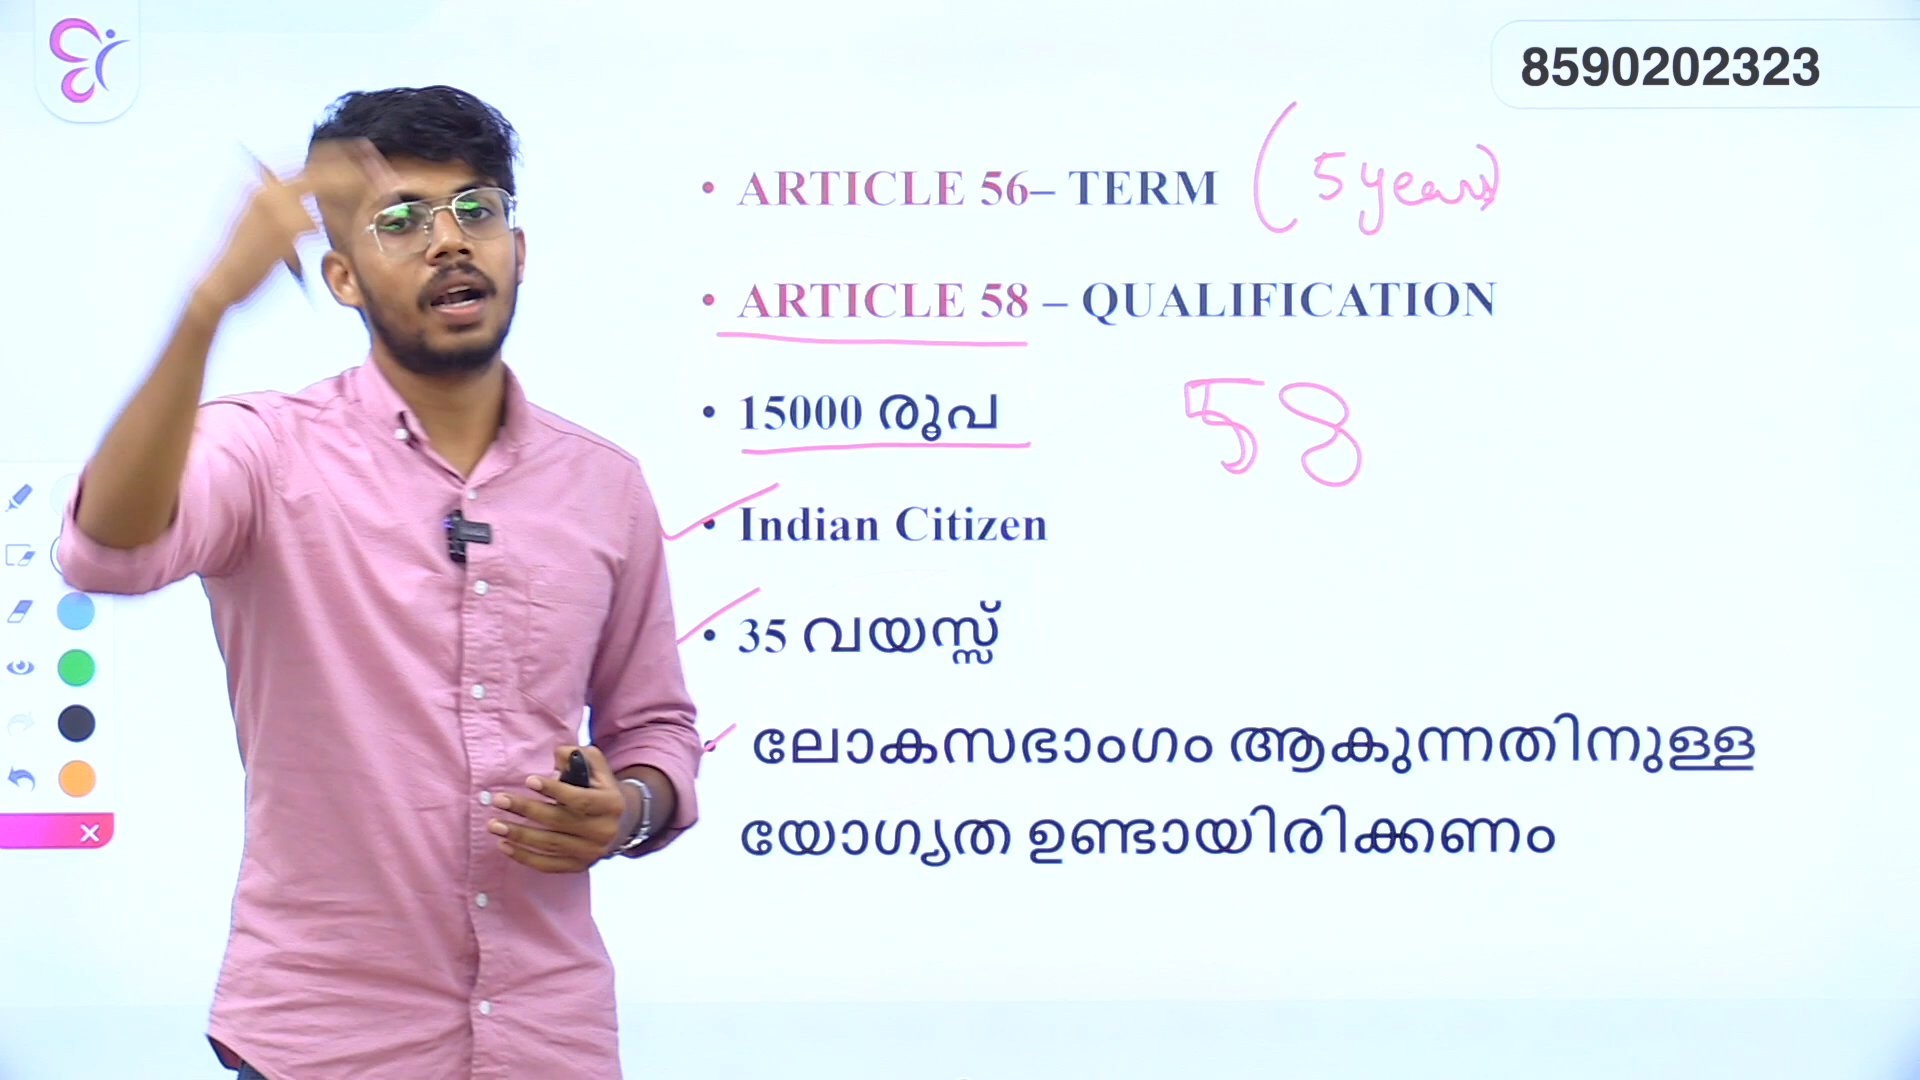 8590202323
• ARTICLE 56– TERM (5 years)
• ARTICLE 58 – QUALIFICATION
• 15000 രൂപ 58
• Indian Citizen
• 35 വയസ്സ്
• ലോകസഭാംഗം ആകുന്നതിനുള്ള
യോഗ്യത ഉണ്ടായിരിക്കണം